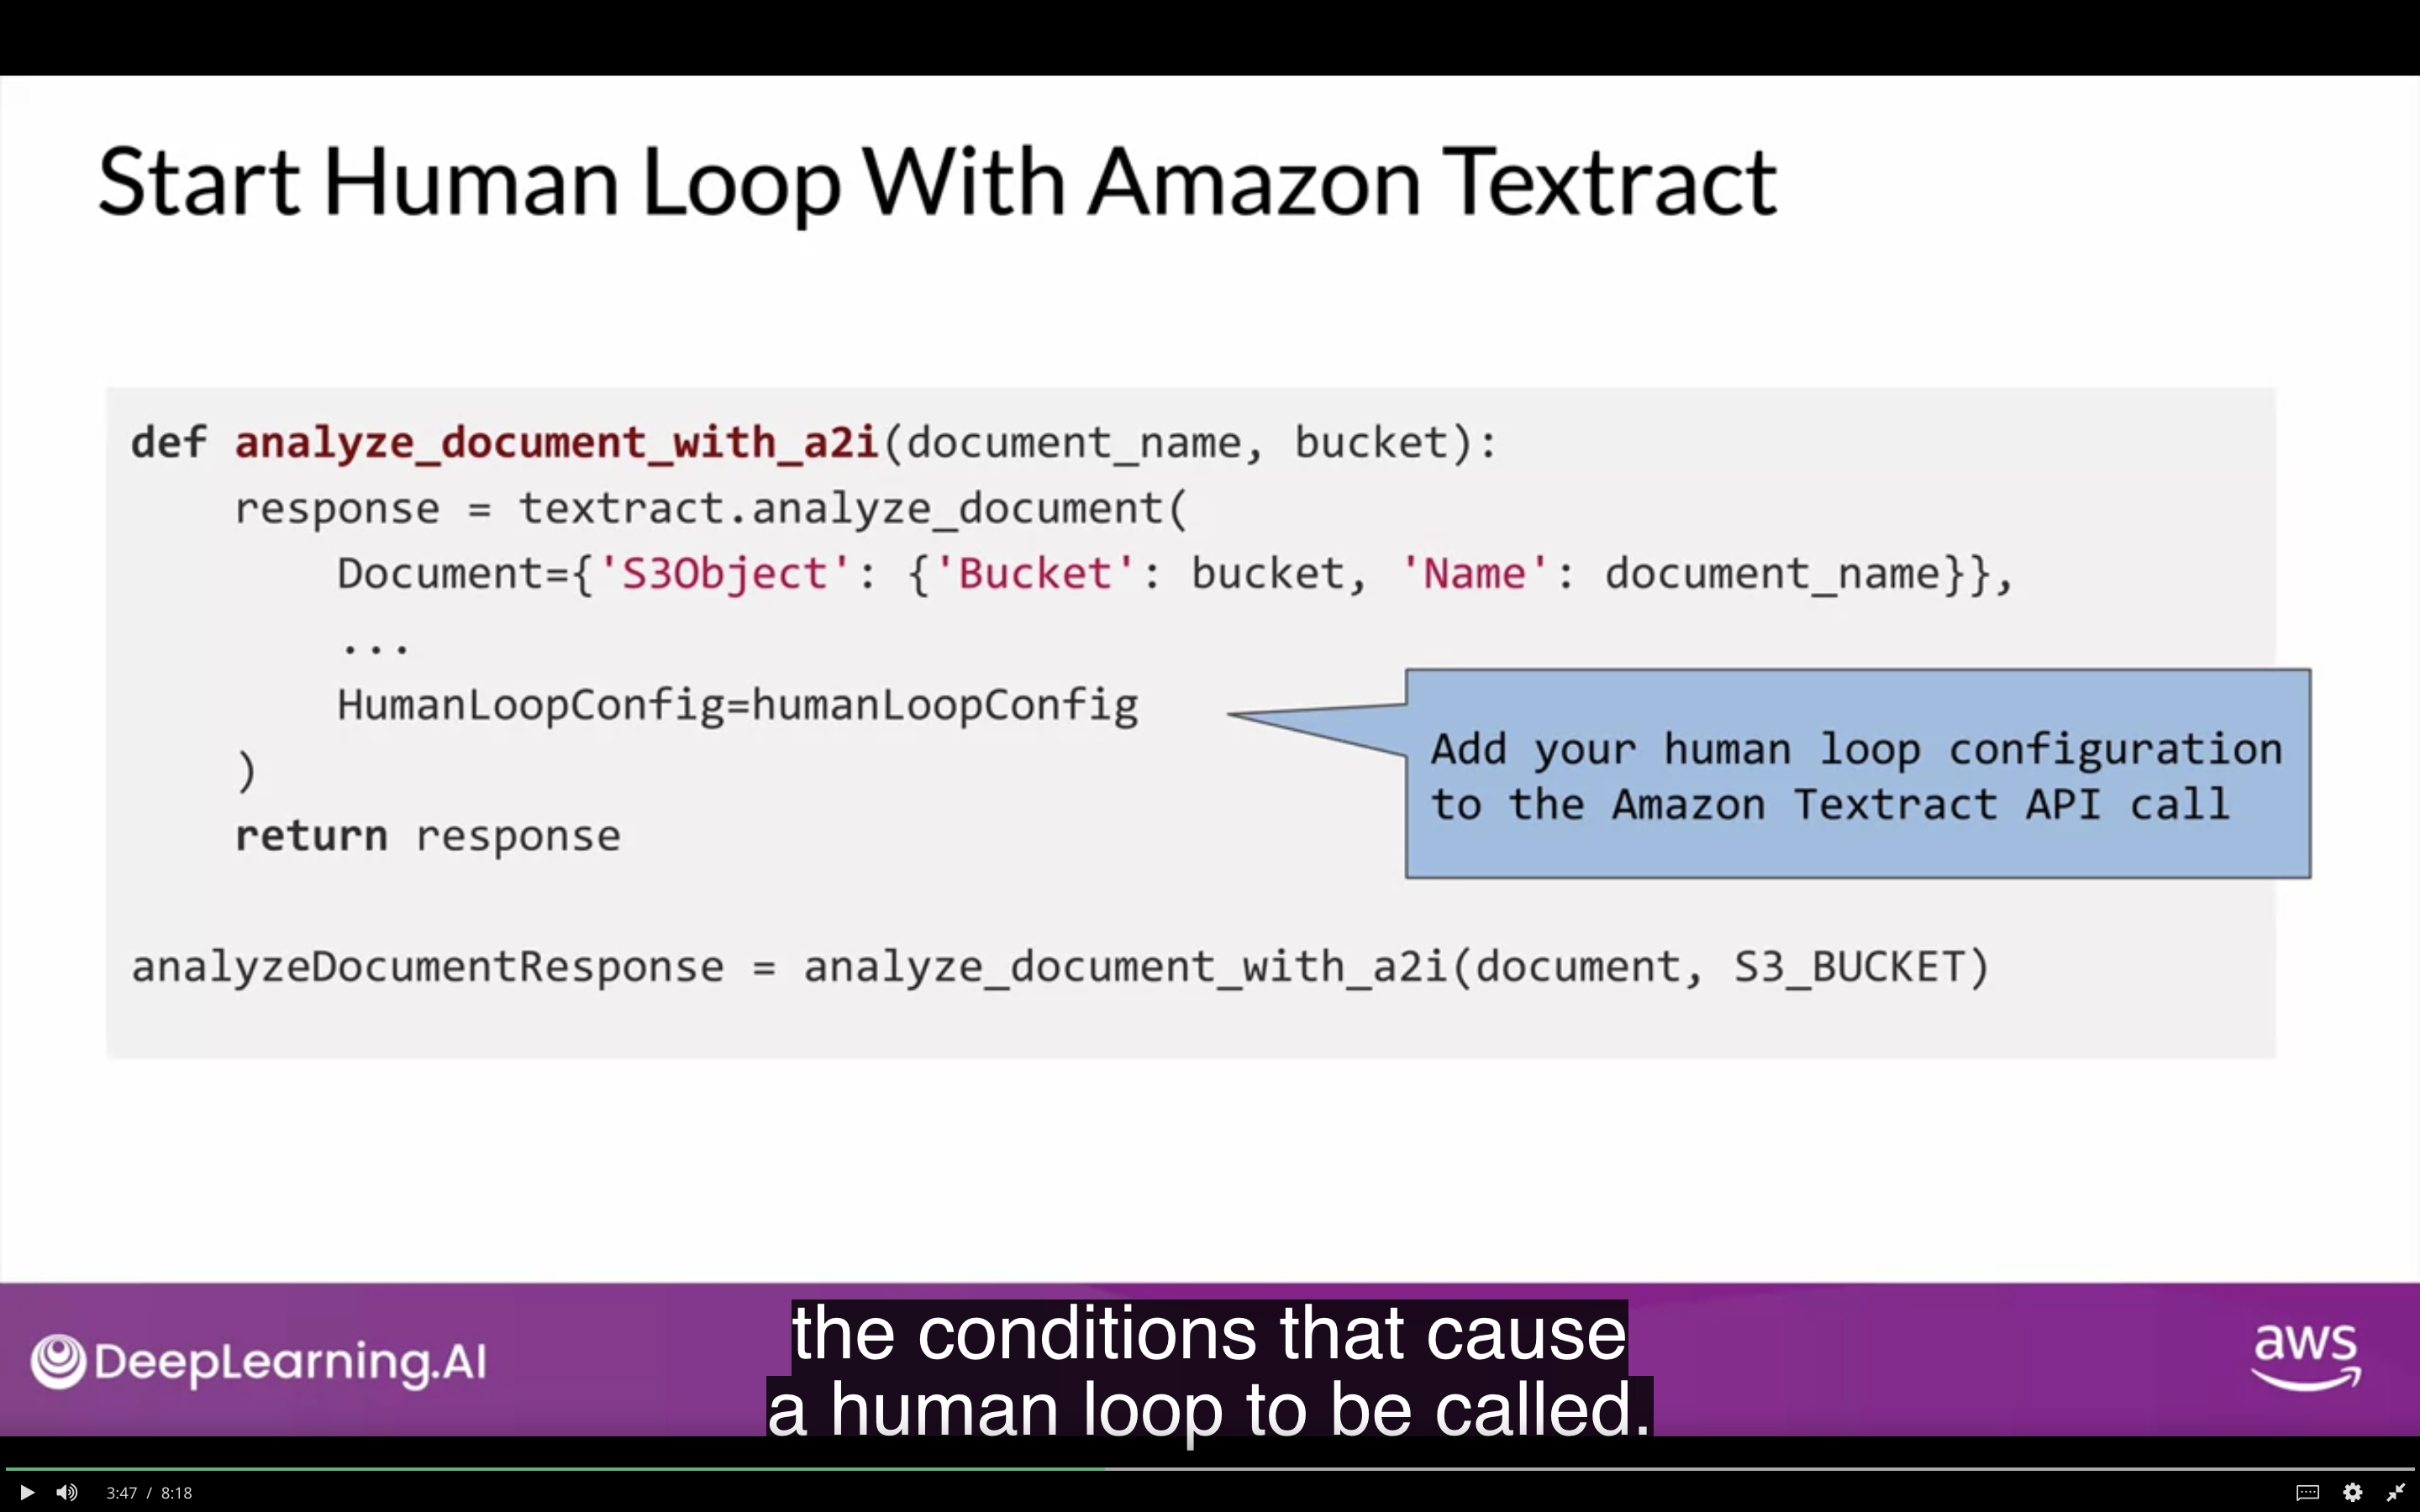 Start Human Loop With Amazon Textract
def analyze_document_with_a2i(document_name, bucket):
response = textract.analyze_document(
Document={'S3Object': {'Bucket': bucket, 'Name': document_name}},
...
HumanLoopConfig=humanLoopConfig
)
return response
Add your human loop configuration
to the Amazon Textract API call
analyzeDocumentResponse = analyze_document_with_a2i(document, S3_BUCKET)
DeepLearning.AI
the conditions that cause
a human loop to be called.
aws
3:47 / 8:18